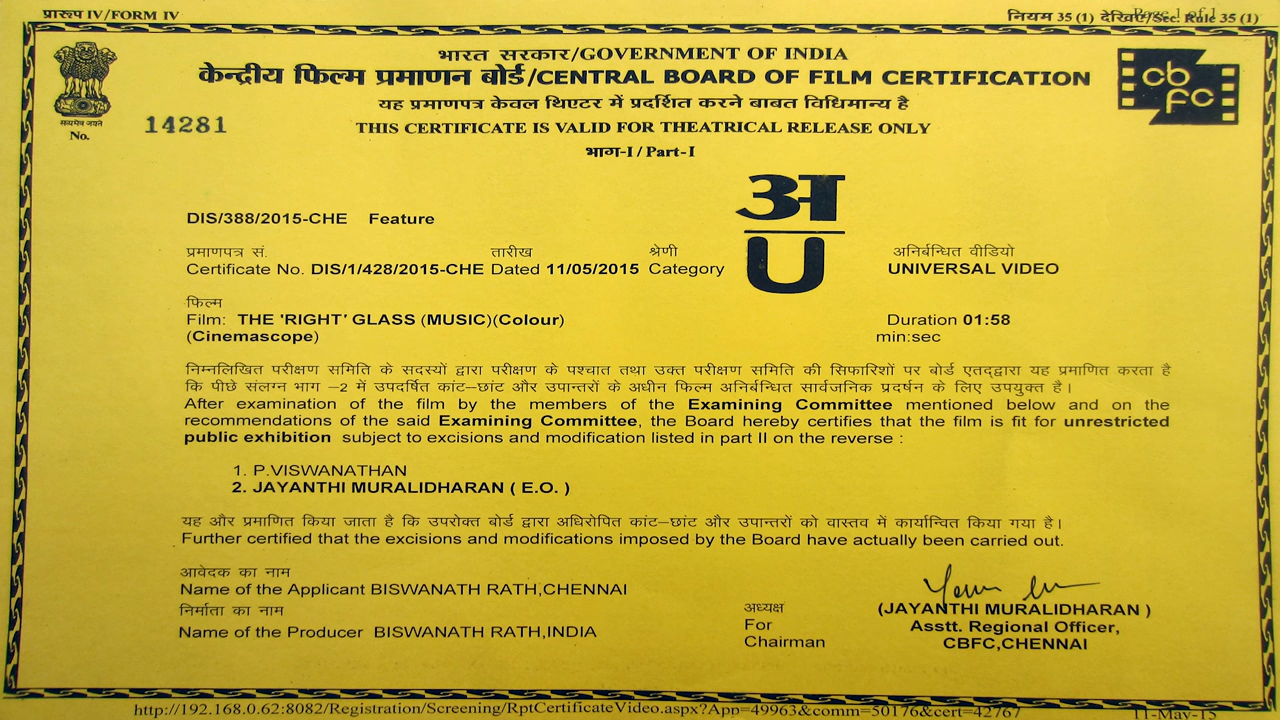 प्रारूप IV/FORM IV
नियम 35 (1) देखिए/Sec. Rule 35 (1)
Page 1 of 1
भारत सरकार/GOVERNMENT OF INDIA
केन्द्रीय फिल्म प्रमाणन बोर्ड/CENTRAL BOARD OF FILM CERTIFICATION
cb
fc
यह प्रमाणपत्र केवल थिएटर में प्रदर्शित करने बाबत विधिमान्य है
सत्यमेव जयते
No. 14281
THIS CERTIFICATE IS VALID FOR THEATRICAL RELEASE ONLY
भाग-I / Part-I
अ
U
DIS/388/2015-CHE Feature
प्रमाणपत्र सं. तारीख श्रेणी अनिर्बन्धित वीडियो
Certificate No. DIS/1/428/2015-CHE Dated 11/05/2015 Category UNIVERSAL VIDEO
फिल्म
Film: THE 'RIGHT' GLASS (MUSIC)(Colour) Duration 01:58
(Cinemascope) min:sec
निम्नलिखित परीक्षण समिति के सदस्यों द्वारा परीक्षण के पश्चात तथा उक्त परीक्षण समिति की सिफारिशों पर बोर्ड एतद्द्वारा यह प्रमाणित करता है
कि पीछे संलग्न भाग –2 में उपदर्षित कांट–छांट और उपान्तरों के अधीन फिल्म अनिर्बन्धित सार्वजनिक प्रदर्षन के लिए उपयुक्त है।
After examination of the film by the members of the Examining Committee mentioned below and on the
recommendations of the said Examining Committee, the Board hereby certifies that the film is fit for unrestricted
public exhibition subject to excisions and modification listed in part II on the reverse :
1. P.VISWANATHAN
2. JAYANTHI MURALIDHARAN ( E.O. )
यह और प्रमाणित किया जाता है कि उपरोक्त बोर्ड द्वारा अधिरोपित कांट–छांट और उपान्तरों को वास्तव में कार्यान्वित किया गया है।
Further certified that the excisions and modifications imposed by the Board have actually been carried out.
आवेदक का नाम
Name of the Applicant BISWANATH RATH,CHENNAI
निर्माता का नाम
Name of the Producer BISWANATH RATH,INDIA
अध्यक्ष
For
Chairman
(JAYANTHI MURALIDHARAN )
Asstt. Regional Officer,
CBFC,CHENNAI
http://192.168.0.62:8082/Registration/Screening/RptCertificateVideo.aspx?App=49963&comm=50176&cert=42767
11-May-15